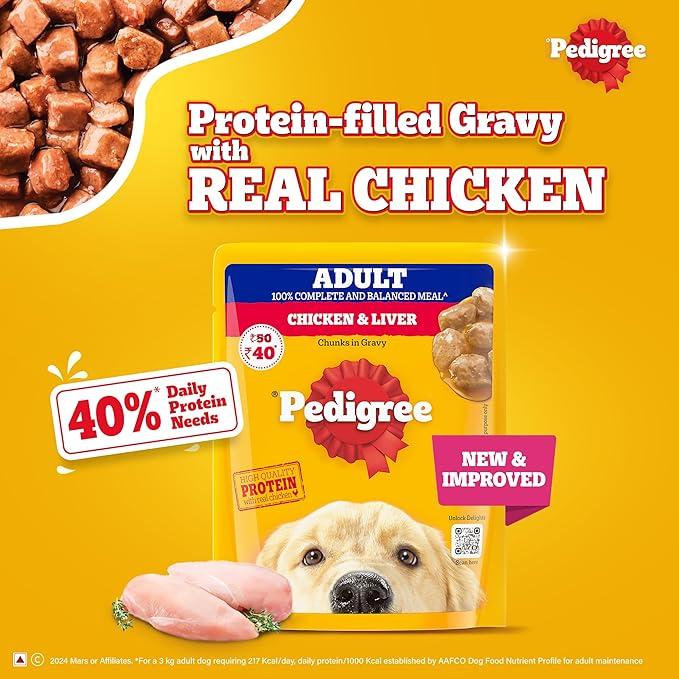 Pedigree
Protein-filled Gravy
with
REAL CHICKEN
ADULT
100% COMPLETE AND BALANCED MEAL^
CHICKEN & LIVER
₹50
₹40*
Chunks in Gravy
® Pedigree
40%* Daily
Protein
Needs
NEW &
IMPROVED
HIGH QUALITY
PROTEIN
with real chicken
purpose only
Unlock Delights
Scan here
© 2024 Mars or Affiliates. *For a 3 kg adult dog requiring 217 Kcal/day, daily protein/1000 Kcal established by AAFCO Dog Food Nutrient Profile for adult maintenance